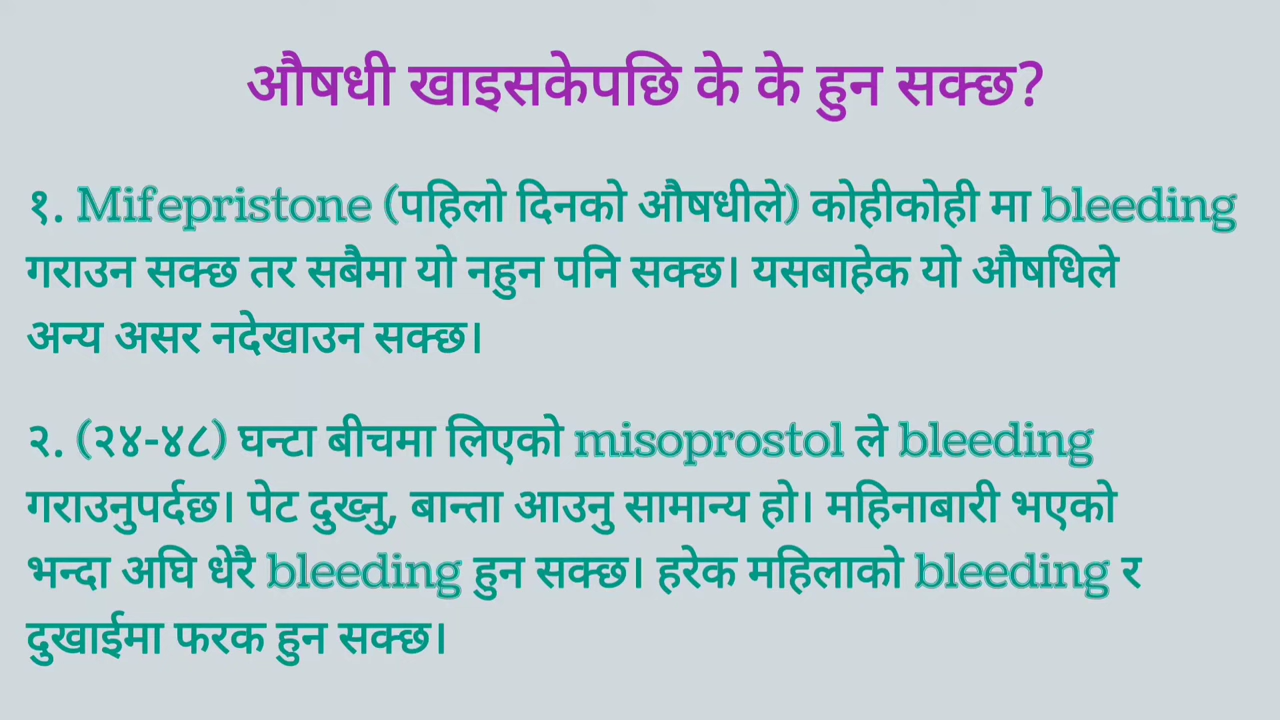 औषधी खाइसकेपछि के के हुन सक्छ?
१. Mifepristone (पहिलो दिनको औषधीले) कोहीकोही मा bleeding
गराउन सक्छ तर सबैमा यो नहुन पनि सक्छ। यसबाहेक यो औषधिले
अन्य असर नदेखाउन सक्छ।
२. (२४-४८) घन्टा बीचमा लिएको misoprostol ले bleeding
गराउनुपर्दछ। पेट दुख्नु, बान्ता आउनु सामान्य हो। महिनाबारी भएको
भन्दा अघि धेरै bleeding हुन सक्छ। हरेक महिलाको bleeding र
दुखाईमा फरक हुन सक्छ।